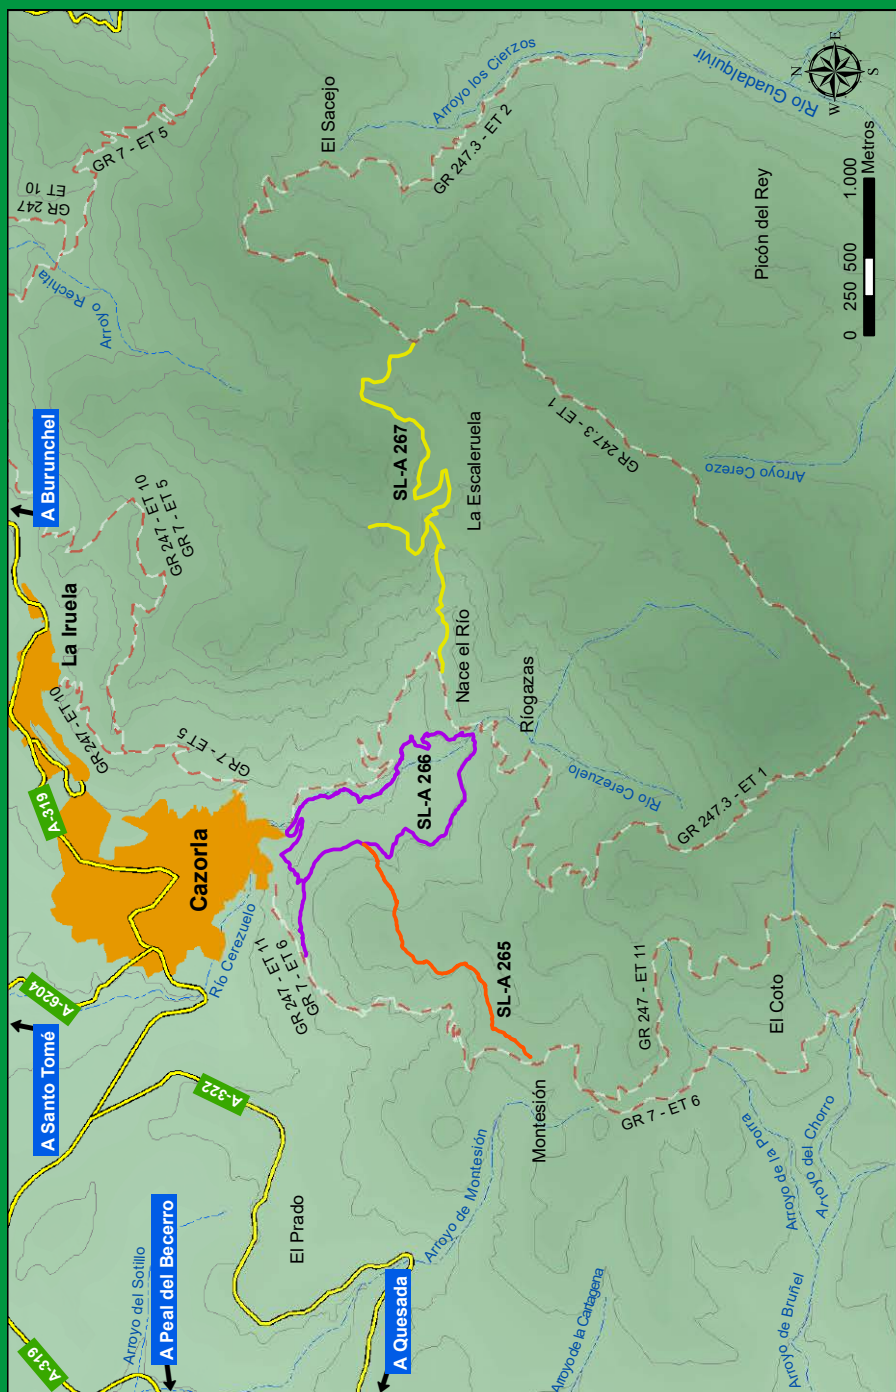 A-319
Arroyo del Sotillo
A Peal del Becerro
A Santo Tomé
A-6204
A-319
A Burunchel
GR 247
ET 10
Arroyo Rechita
GR 7 - ET 5
La Iruela
GR 247 - ET 10
GR 247 - ET 10
GR 7 - ET 5
A-322
Río Cerezuelo
Cazorla
GR 7 - ET 5
El Prado
GR 247 - ET 11
GR 7 - ET 6
El Sacejo
A Quesada
Arroyo de Montesión
SL-A 266
SL-A 267
Arroyo los Cierzos
GR 247.3 - ET 2
Nace el Río
La Escaleruela
SL-A 265
Montesión
Ríogazas
Arroyo de la Cartagena
GR 247.3 - ET 1
Río Cerezuelo
GR 7 - ET 6
GR 247 - ET 11
GR 247.3 - ET 1
Arroyo Cerezo
Río Guadalquivir
Picón del Rey
El Coto
Arroyo de la Porra
Arroyo del Chorro
Arroyo de Bruñel
N
E
S
W
0 250 500 1.000
Metros